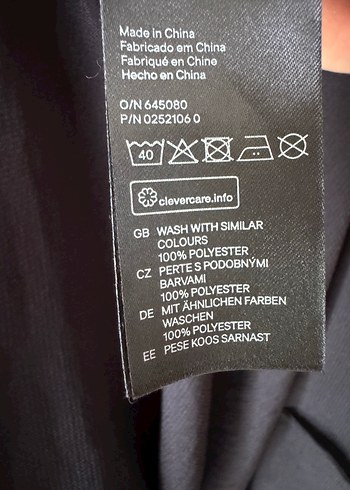 Made in China
Fabricado em China
Fabriqué en Chine
Hecho en China
O/N 645080
P/N 0252106 0
40
clevercare.info
GB WASH WITH SIMILAR
COLOURS
100% POLYESTER
CZ PERTE S PODOBNÝMI
BARVAMI
100% POLYESTER
DE MIT ÄHNLICHEN FARBEN
WASCHEN
100% POLYESTER
EE PESE KOOS SARNAST